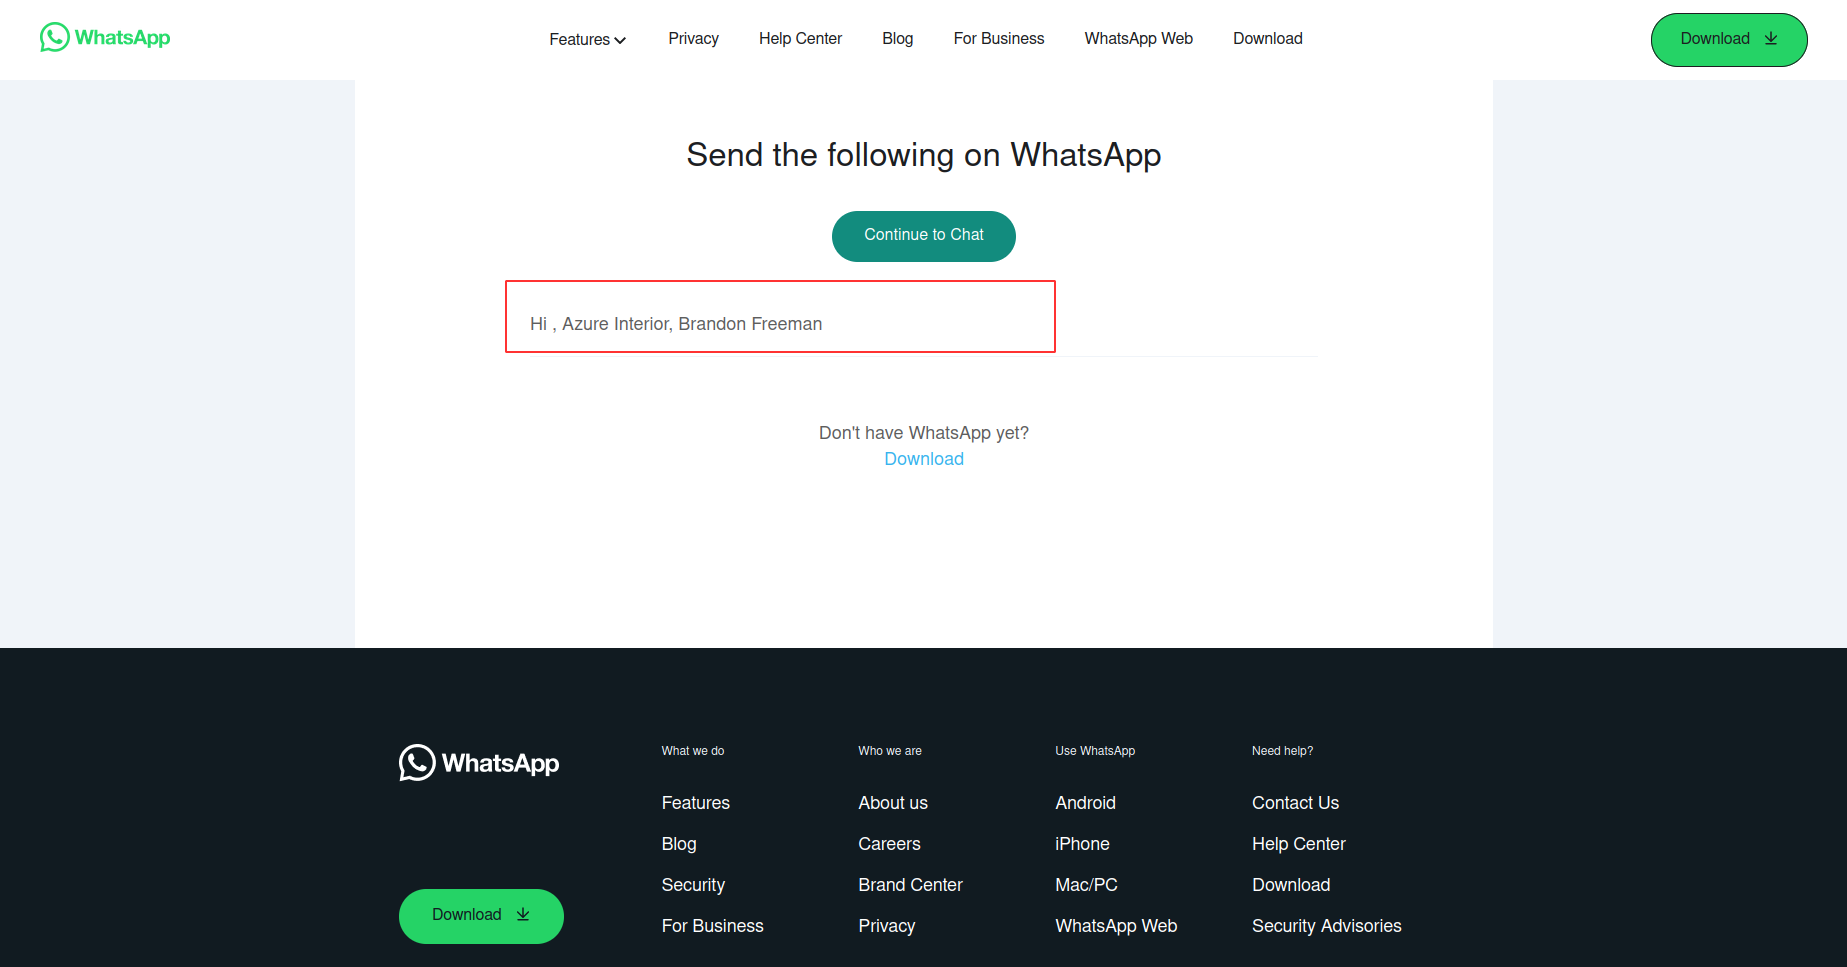 WhatsApp
Features
Privacy
Help Center
Blog
For Business
WhatsApp Web
Download
Download
Send the following on WhatsApp
Continue to Chat
Hi , Azure Interior, Brandon Freeman
Don't have WhatsApp yet?
Download
WhatsApp
Download
What we do
Features
Blog
Security
For Business
Who we are
About us
Careers
Brand Center
Privacy
Use WhatsApp
Android
iPhone
Mac/PC
WhatsApp Web
Need help?
Contact Us
Help Center
Download
Security Advisories